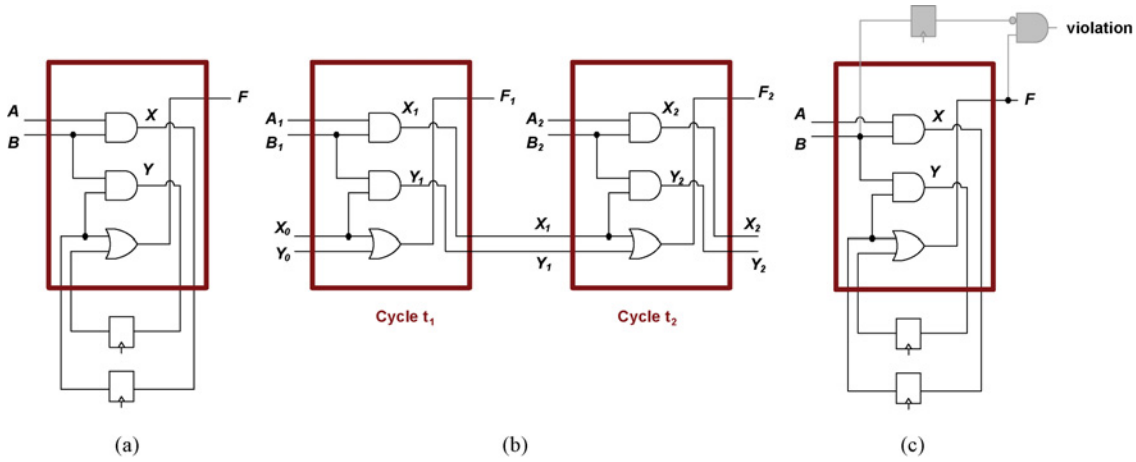 violation
F
A
B
X
Y
F₁
A₁
B₁
X₁
Y₁
X₀
Y₀
X₁
Y₁
Cycle t₁
F₂
A₂
B₂
X₂
Y₂
X₂
Y₂
Cycle t₂
F
A
B
X
Y
(a)
(b)
(c)